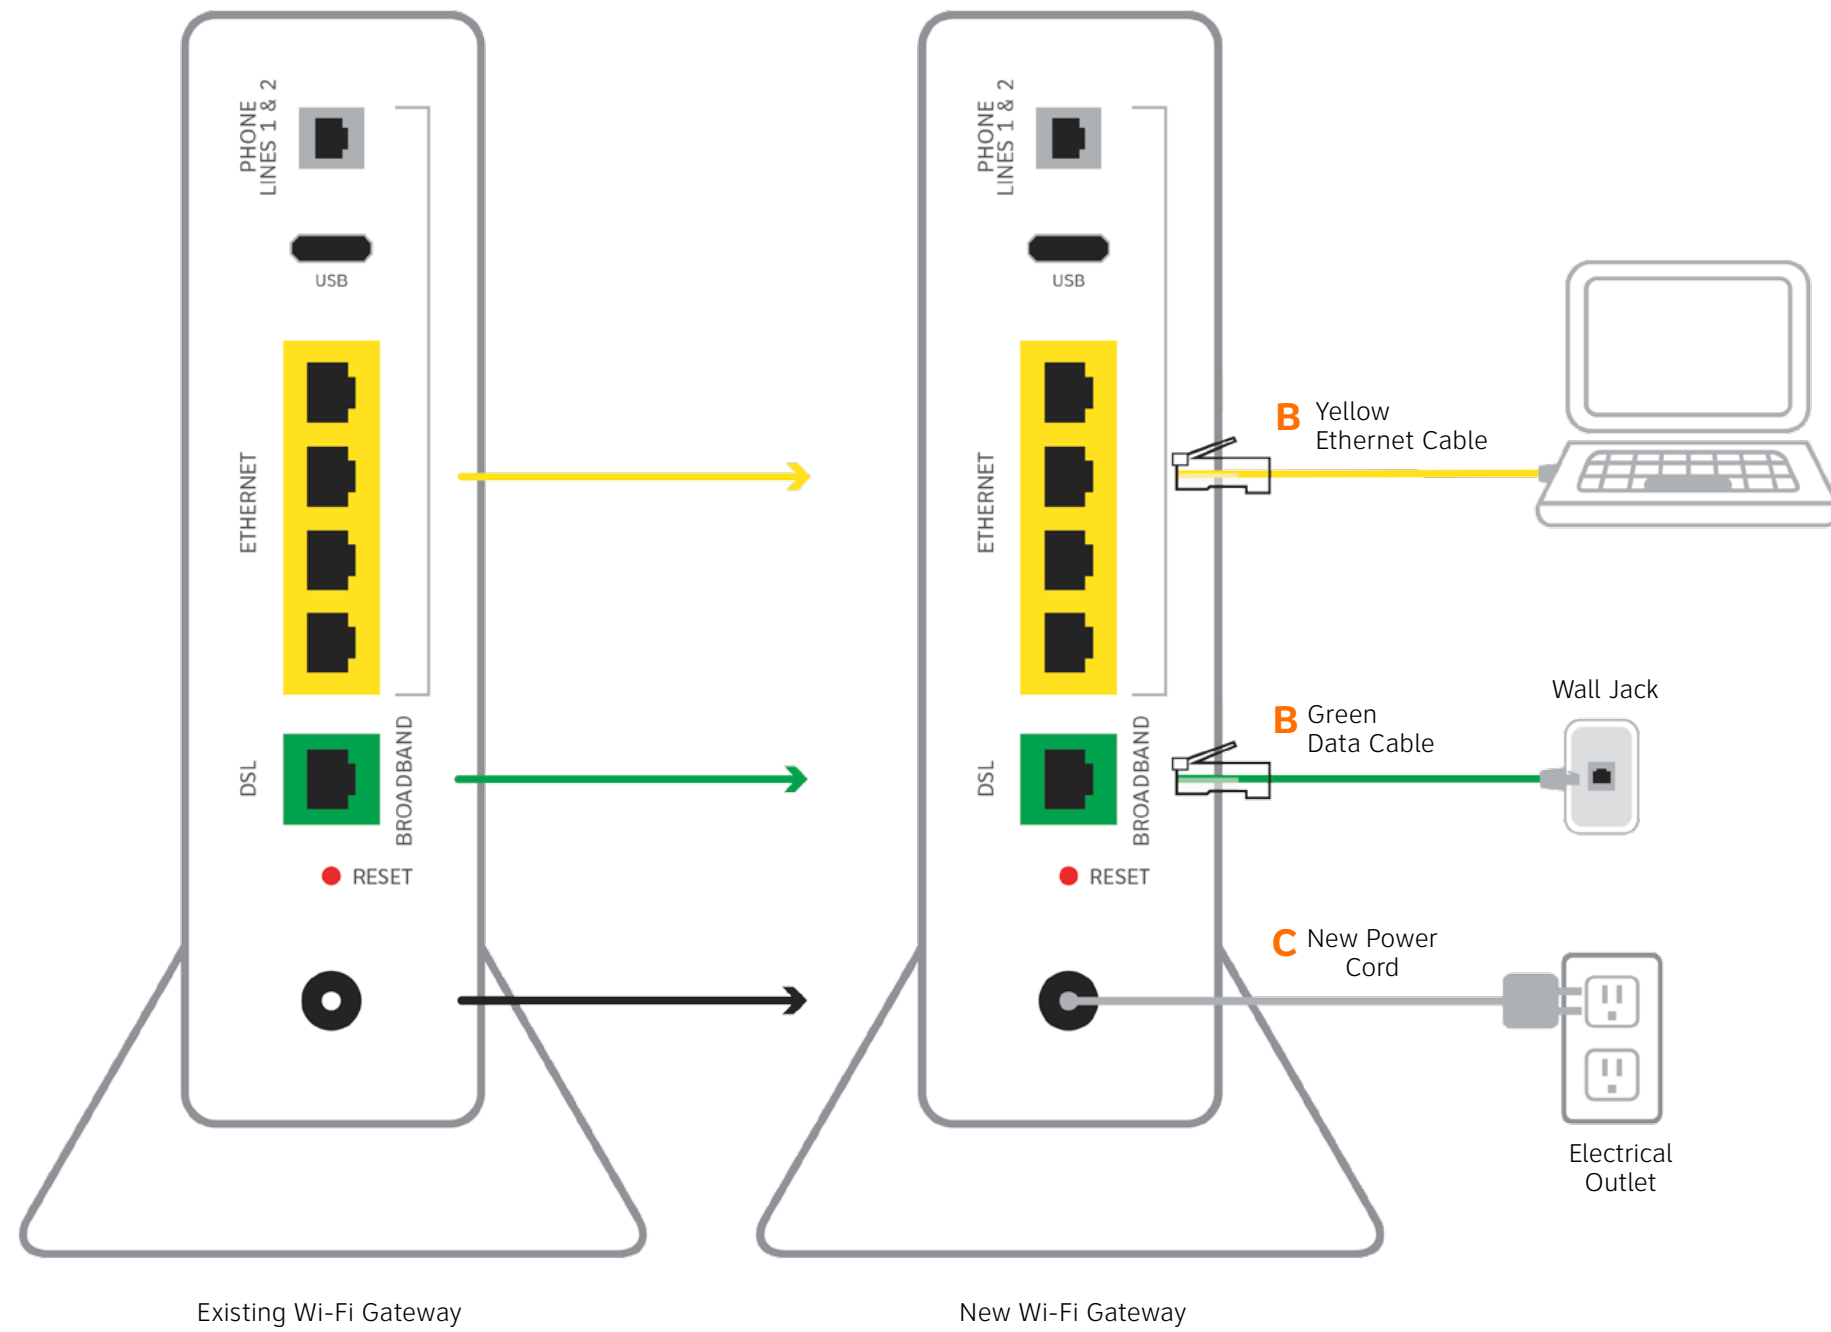 PHONE
LINES 1 & 2
USB
ETHERNET
DSL
BROADBAND
RESET
Existing Wi-Fi Gateway
PHONE
LINES 1 & 2
USB
ETHERNET
DSL
BROADBAND
RESET
New Wi-Fi Gateway
B Yellow
Ethernet Cable
Wall Jack
B Green
Data Cable
C New Power
Cord
Electrical
Outlet